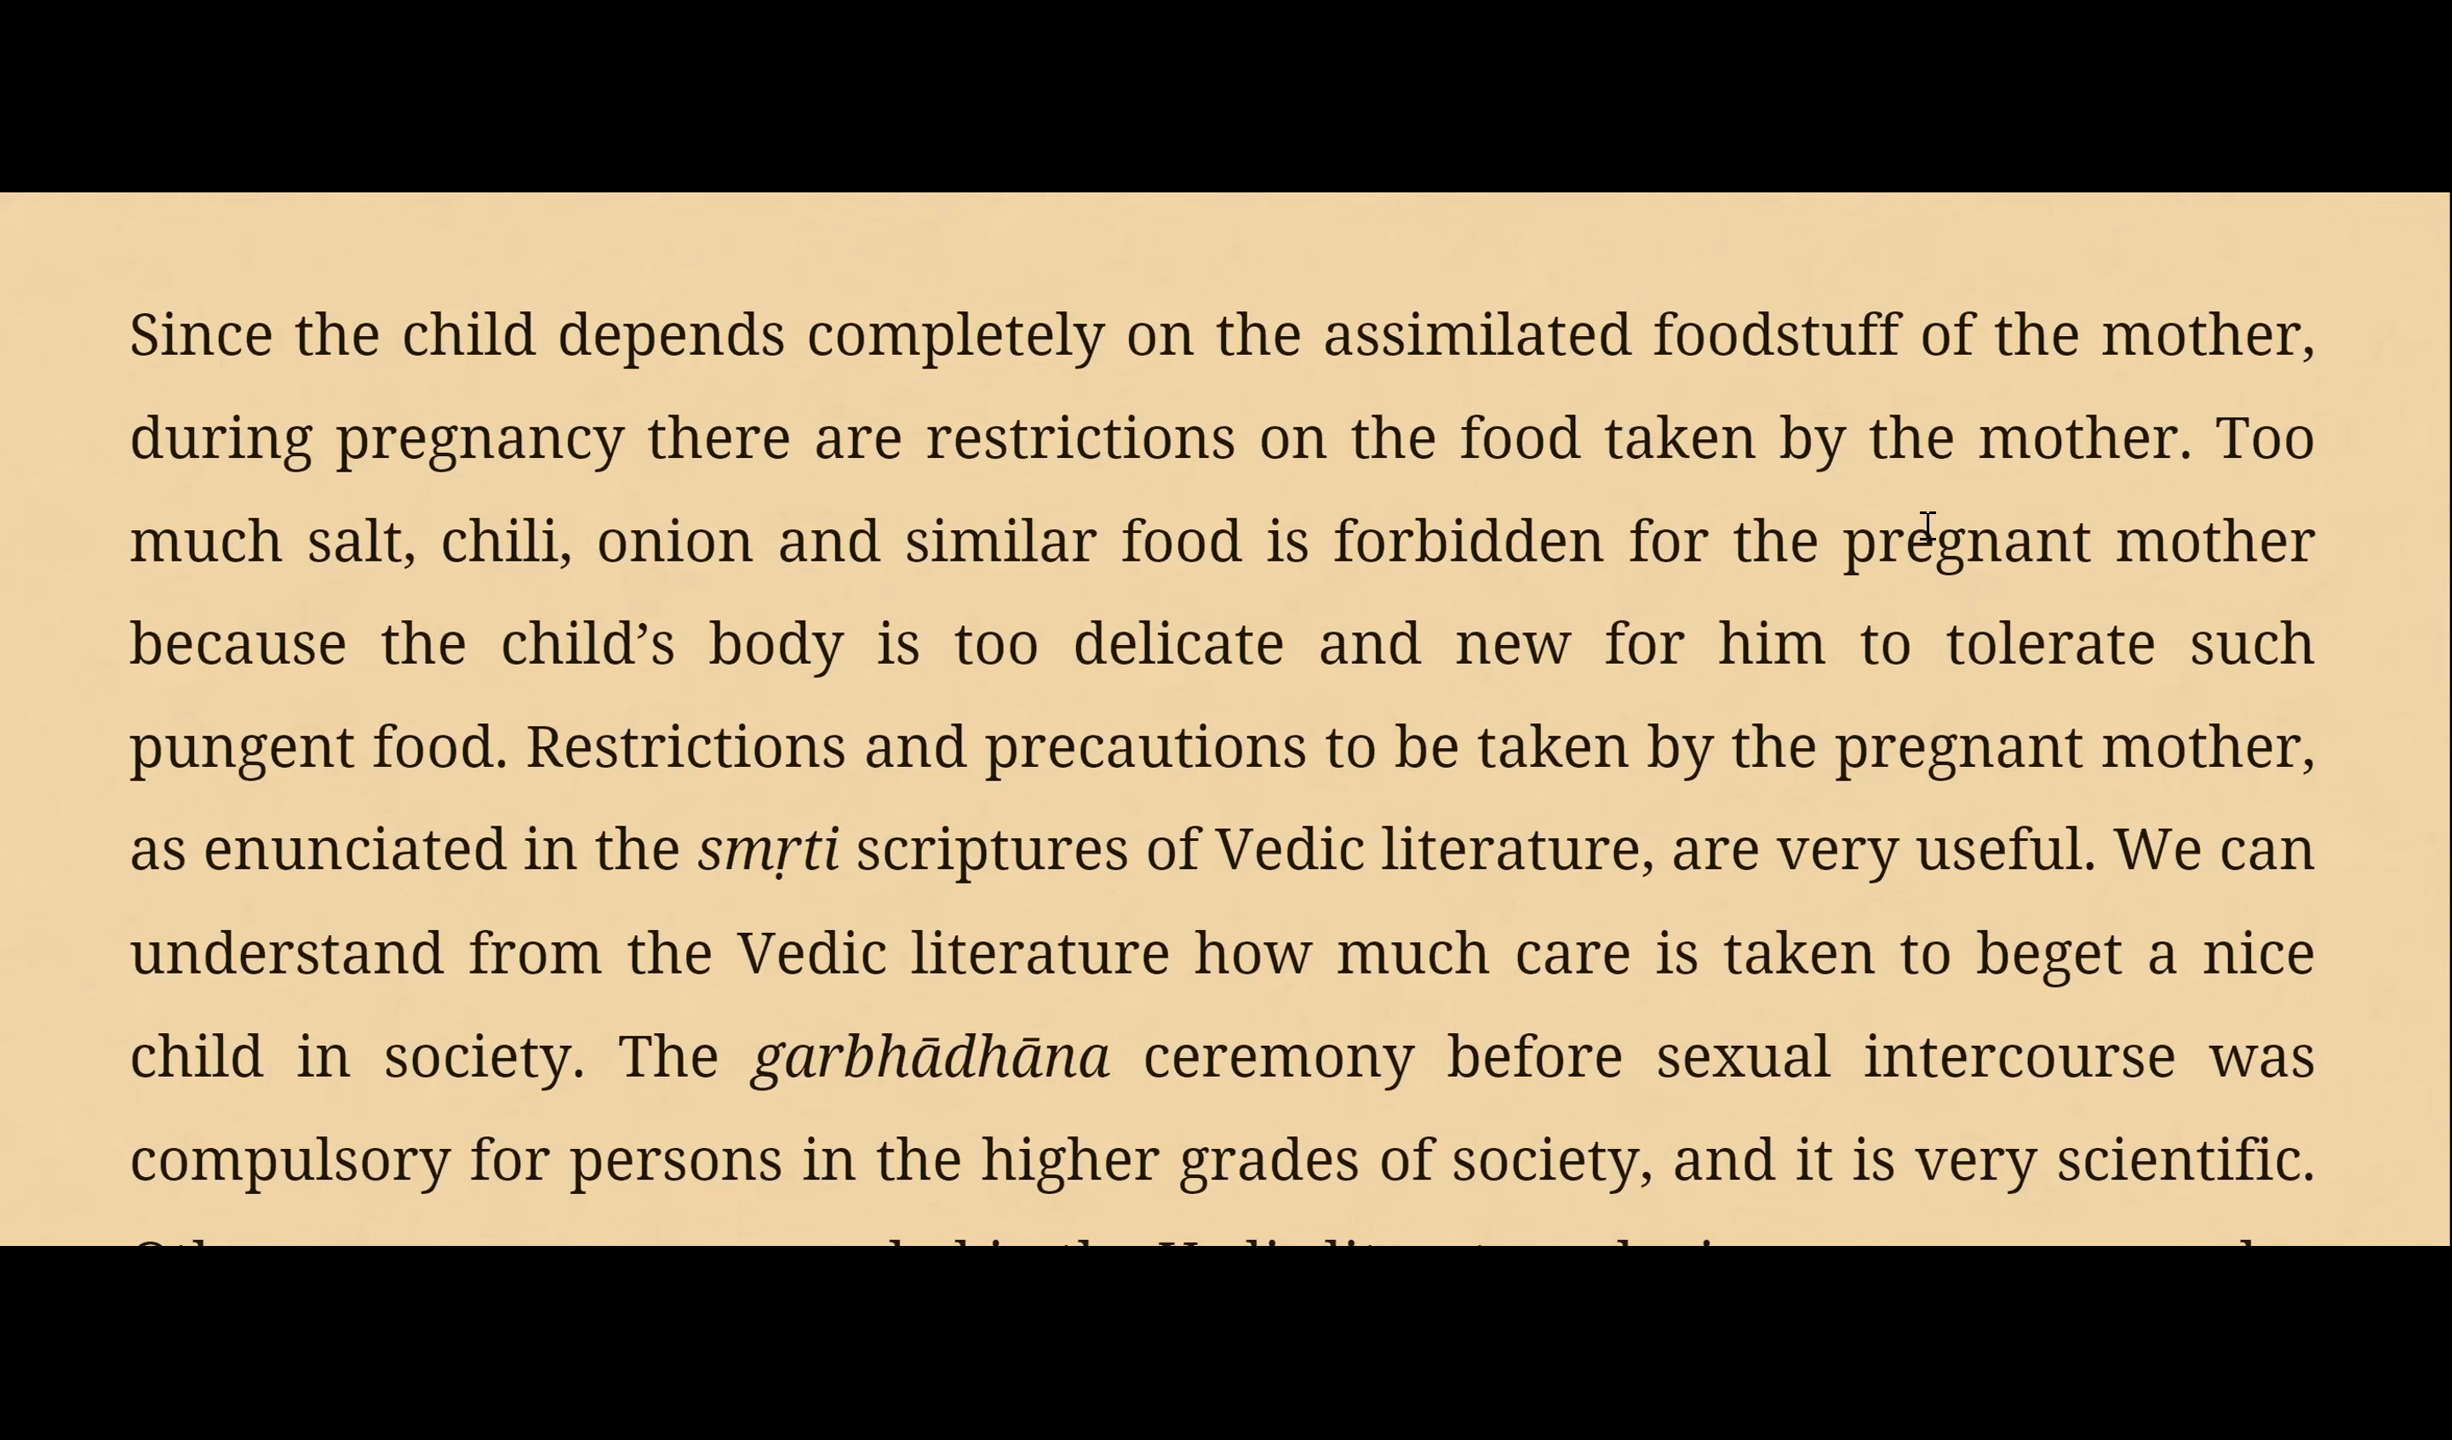 Since the child depends completely on the assimilated foodstuff of the mother,
during pregnancy there are restrictions on the food taken by the mother. Too
much salt, chili, onion and similar food is forbidden for the pregnant mother
because the child’s body is too delicate and new for him to tolerate such
pungent food. Restrictions and precautions to be taken by the pregnant mother,
as enunciated in the smṛti scriptures of Vedic literature, are very useful. We can
understand from the Vedic literature how much care is taken to beget a nice
child in society. The garbhādhāna ceremony before sexual intercourse was
compulsory for persons in the higher grades of society, and it is very scientific.